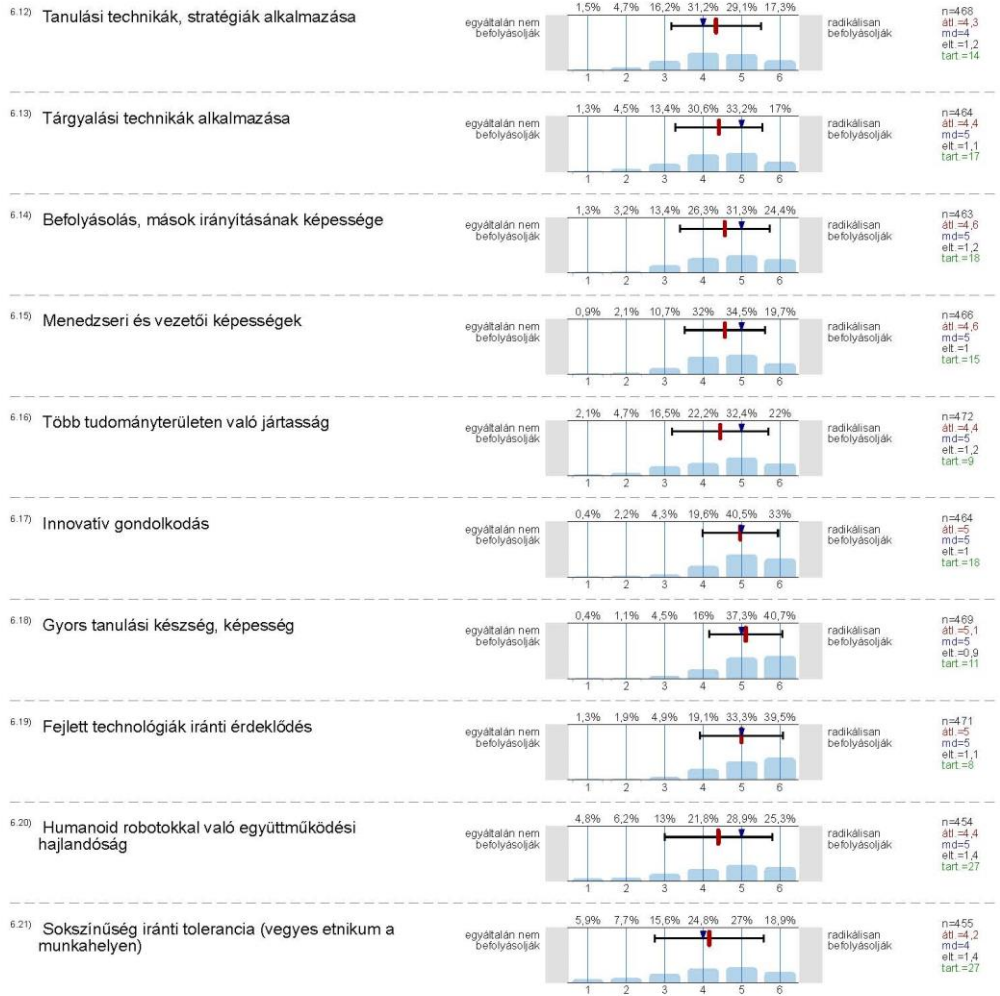 6.12) Tanulási technikák, stratégiák alkalmazása
egyáltalán nem befolyásolják
1,5% 4,7% 16,2% 31,2% 29,1% 17,3%
1 2 3 4 5 6
radikálisan befolyásolják
n=468
átl.=4,3
md=4
elt.=1,2
tart.=14
6.13) Tárgyalási technikák alkalmazása
egyáltalán nem befolyásolják
1,3% 4,5% 13,4% 30,6% 33,2% 17%
1 2 3 4 5 6
radikálisan befolyásolják
n=464
átl.=4,4
md=5
elt.=1,1
tart.=17
6.14) Befolyásolás, mások irányításának képessége
egyáltalán nem befolyásolják
1,3% 3,2% 13,4% 26,3% 31,3% 24,4%
1 2 3 4 5 6
radikálisan befolyásolják
n=463
átl.=4,6
md=5
elt.=1,2
tart.=18
6.15) Menedzseri és vezetői képességek
egyáltalán nem befolyásolják
0,9% 2,1% 10,7% 32% 34,5% 19,7%
1 2 3 4 5 6
radikálisan befolyásolják
n=466
átl.=4,6
md=5
elt.=1
tart.=15
6.16) Több tudományterületen való jártasság
egyáltalán nem befolyásolják
2,1% 4,7% 16,5% 22,2% 32,4% 22%
1 2 3 4 5 6
radikálisan befolyásolják
n=472
átl.=4,4
md=5
elt.=1,2
tart.=9
6.17) Innovatív gondolkodás
egyáltalán nem befolyásolják
0,4% 2,2% 4,3% 19,6% 40,5% 33%
1 2 3 4 5 6
radikálisan befolyásolják
n=464
átl.=5
md=5
elt.=1
tart.=18
6.18) Gyors tanulási készség, képesség
egyáltalán nem befolyásolják
0,4% 1,1% 4,5% 16% 37,3% 40,7%
1 2 3 4 5 6
radikálisan befolyásolják
n=469
átl.=5,1
md=5
elt.=0,9
tart.=11
6.19) Fejlett technológiák iránti érdeklődés
egyáltalán nem befolyásolják
1,3% 1,9% 4,9% 19,1% 33,3% 39,5%
1 2 3 4 5 6
radikálisan befolyásolják
n=471
átl.=5
md=5
elt.=1,1
tart.=8
6.20) Humanoid robotokkal való együttműködési
hajlandóság
egyáltalán nem befolyásolják
4,8% 6,2% 13% 21,8% 28,9% 25,3%
1 2 3 4 5 6
radikálisan befolyásolják
n=454
átl.=4,4
md=5
elt.=1,4
tart.=27
6.21) Sokszínűség iránti tolerancia (vegyes etnikum a
munkahelyen)
egyáltalán nem befolyásolják
5,9% 7,7% 15,6% 24,8% 27% 18,9%
1 2 3 4 5 6
radikálisan befolyásolják
n=455
átl.=4,2
md=4
elt.=1,4
tart.=27